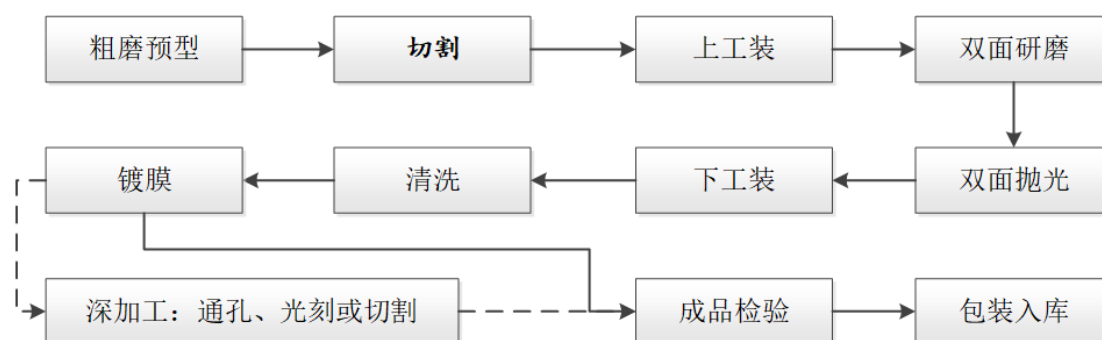 粗磨预型
切割
上工装
双面研磨
镀膜
清洗
下工装
双面抛光
深加工：通孔、光刻或切割
成品检验
包装入库